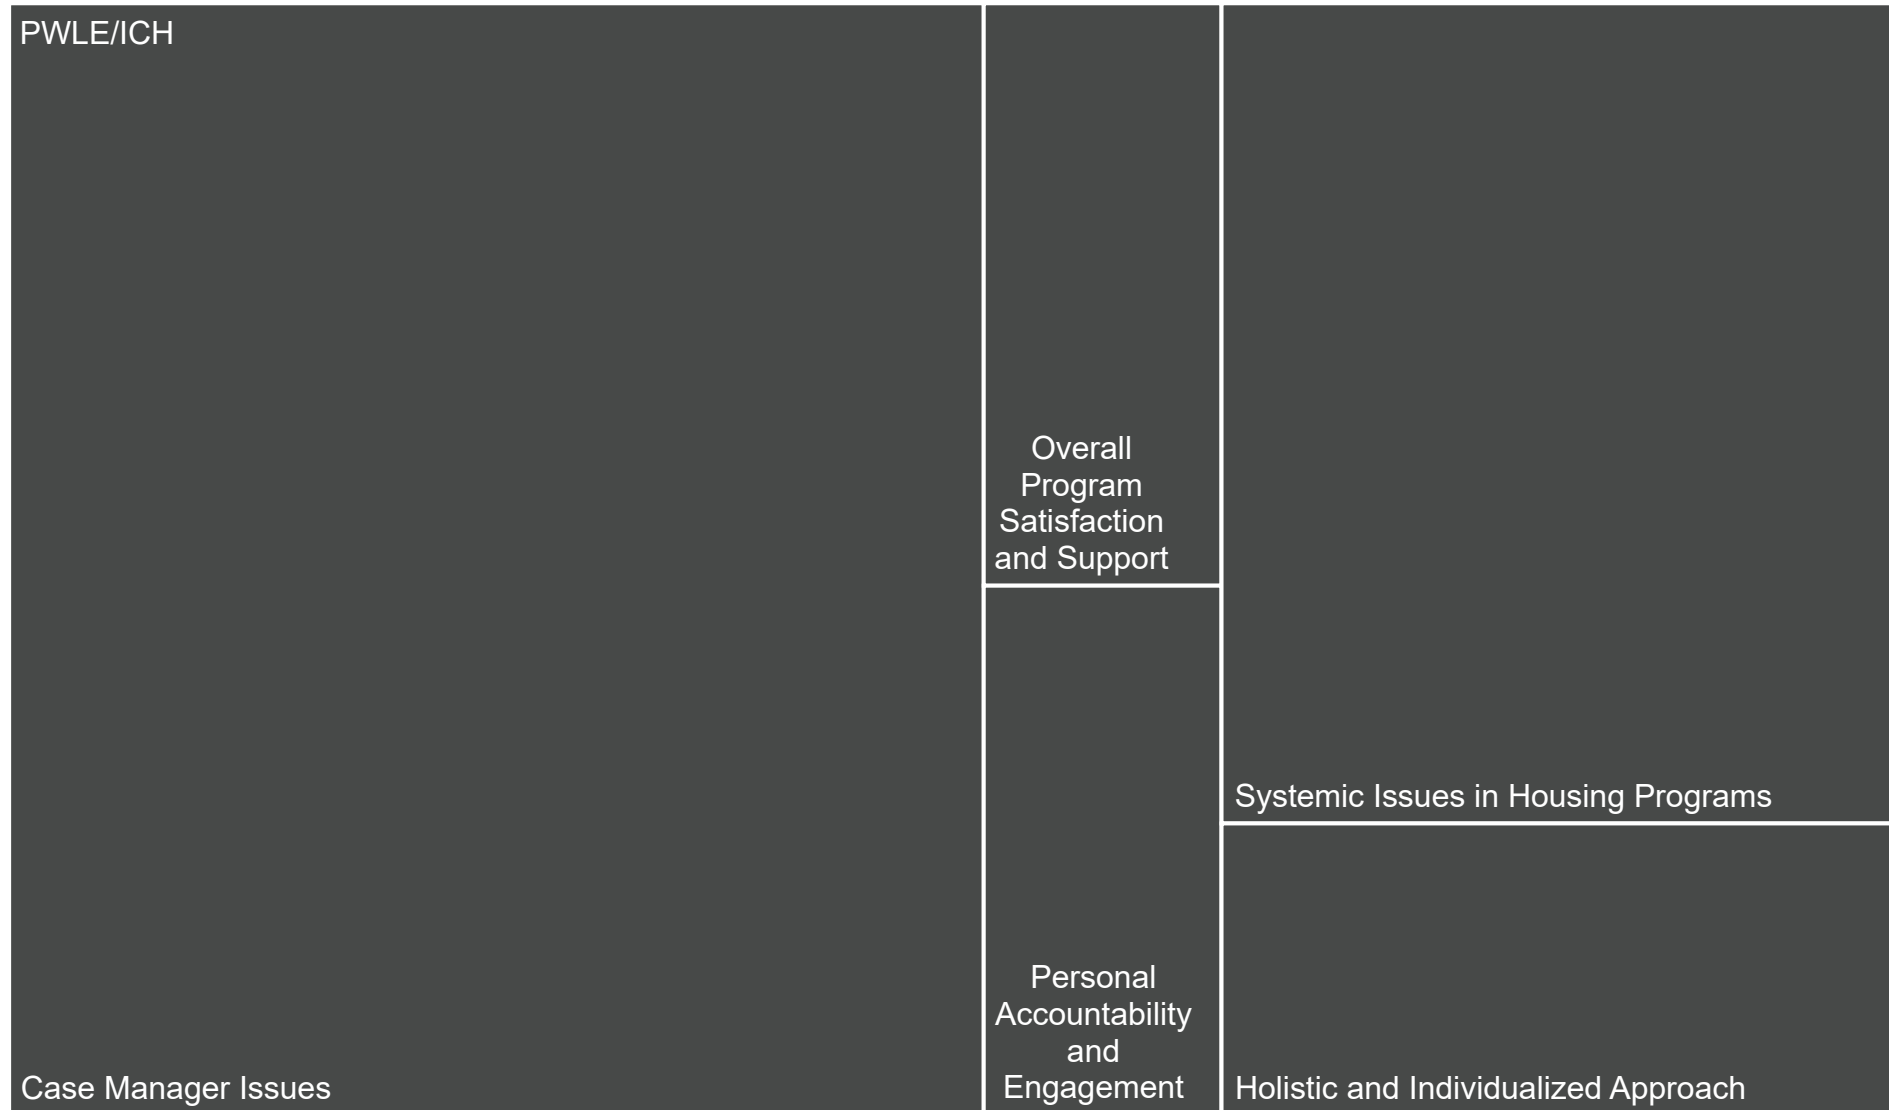 PWLE/ICH
Case Manager Issues
Overall
Program
Satisfaction
and Support
Personal
Accountability
and
Engagement
Systemic Issues in Housing Programs
Holistic and Individualized Approach